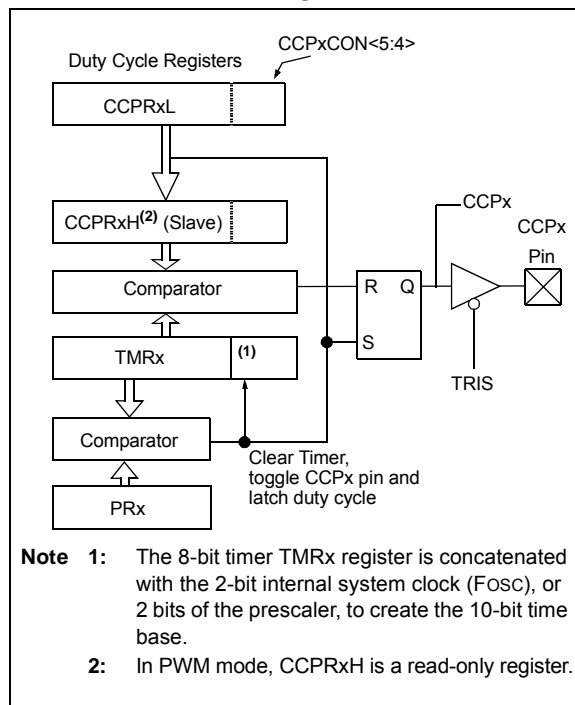 CCPxCON<5:4>
Duty Cycle Registers
CCPRxL
CCPRxH(2) (Slave)
CCPx
CCPx
Pin
Comparator
R Q
TMRx
(1)
S
TRIS
Comparator
Clear Timer,
toggle CCPx pin and
latch duty cycle
PRx
Note 1: The 8-bit timer TMRx register is concatenated
with the 2-bit internal system clock (FOSC), or
2 bits of the prescaler, to create the 10-bit time
base.
2: In PWM mode, CCPRxH is a read-only register.